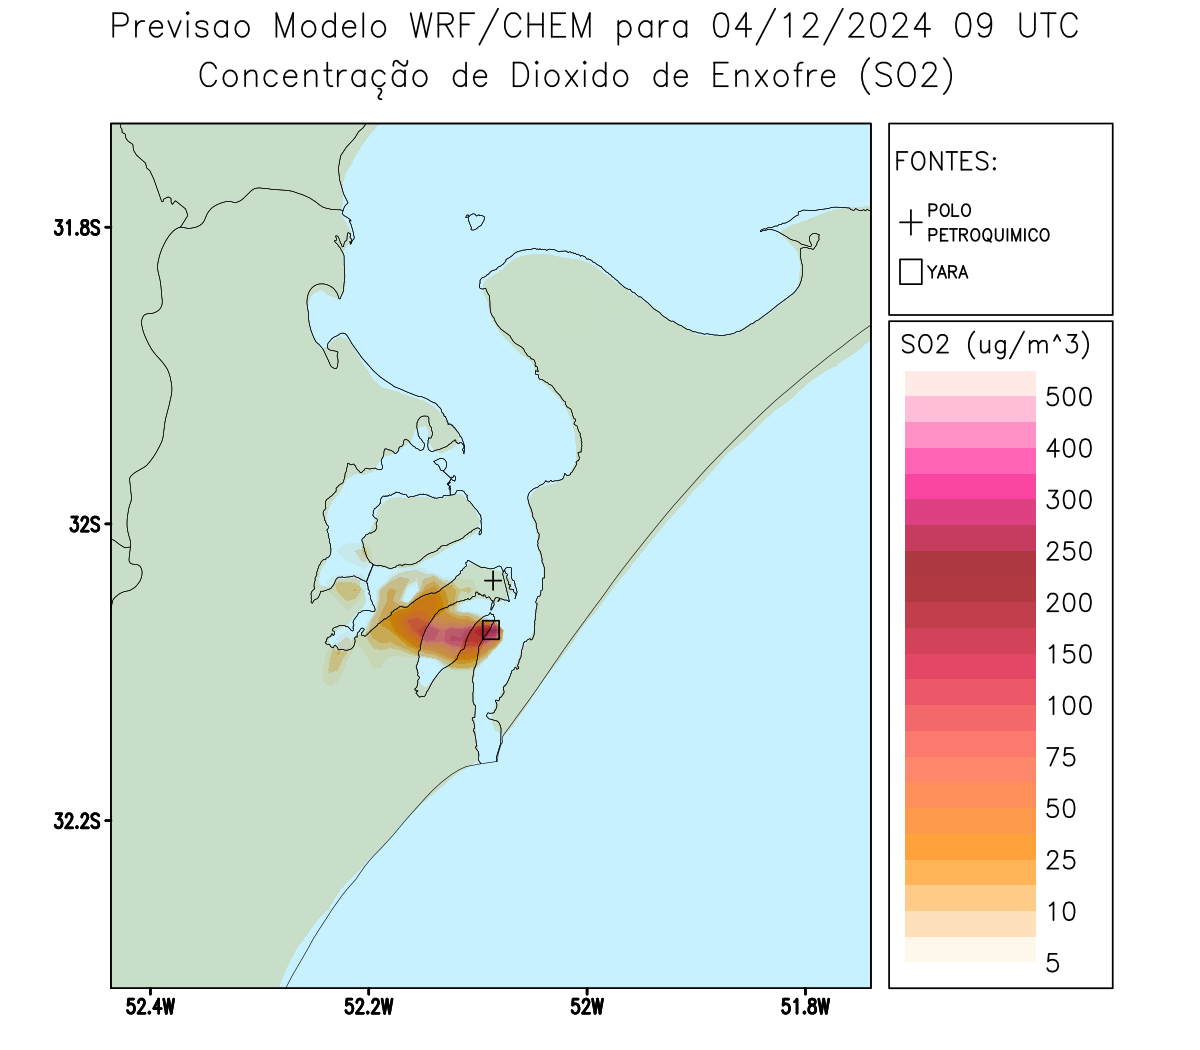 Previsao Modelo WRF/CHEM para 04/12/2024 09 UTC
Concentração de Dioxido de Enxofre (SO2)
FONTES:
POLO
PETROQUIMICO
YARA
SO2 (ug/m^3)
500
400
300
250
200
150
100
75
50
25
10
5
31.8S
32S
32.2S
52.4W
52.2W
52W
51.8W